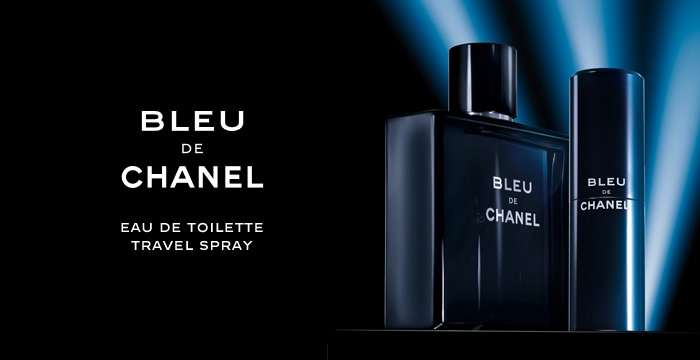 BLEU
DE
CHANEL
EAU DE TOILETTE
TRAVEL SPRAY
BLEU
DE
CHANEL
BLEU
DE
CHANEL